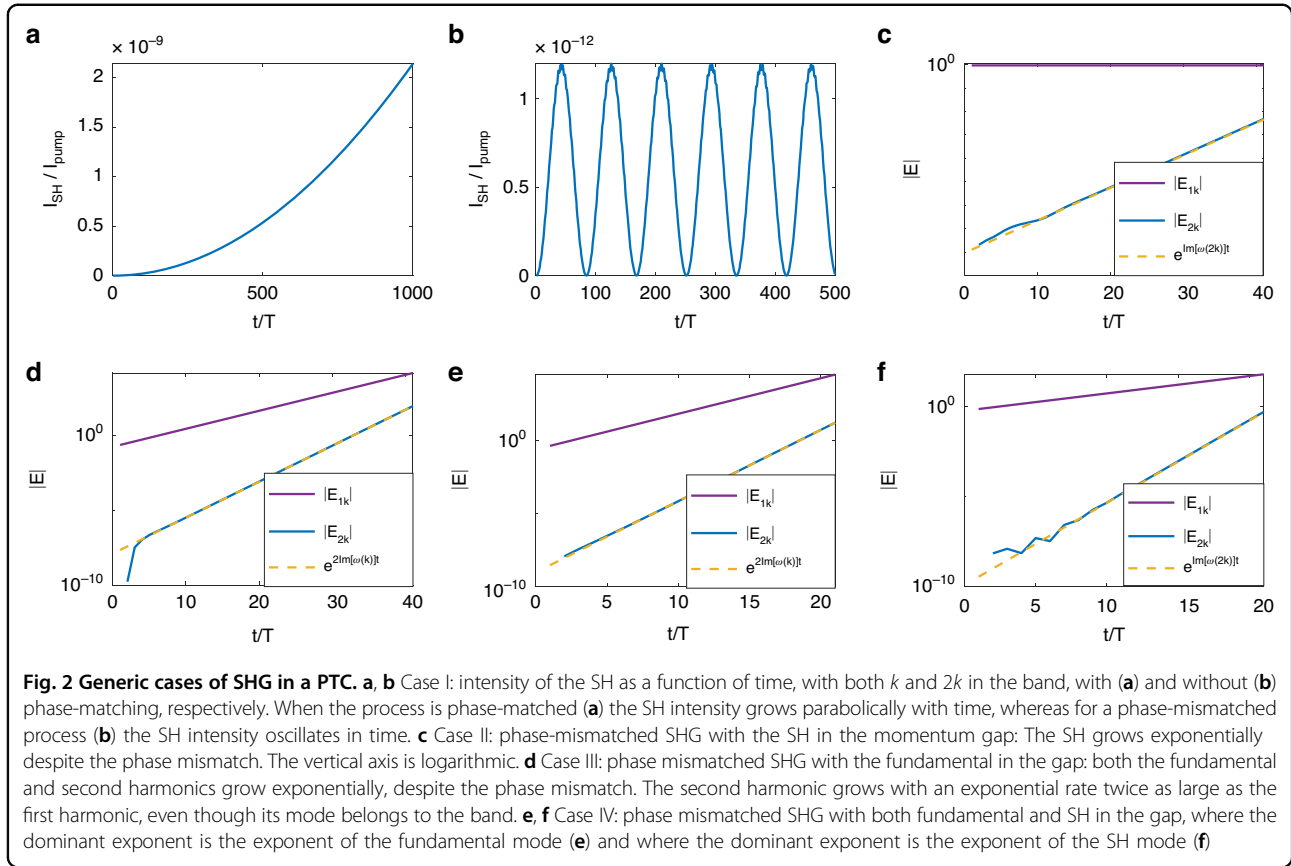 a
× 10⁻⁹
2
1.5
1
0.5
0
I_SH / I_pump
0 500 1000
t/T
b
× 10⁻¹²
1
0.5
0
I_SH / I_pump
0 100 200 300 400 500
t/T
c
10⁰
|E|
|E_1k|
|E_2k|
e^Im[ω(2k)]t
0 10 20 30 40
t/T
d
10⁰
|E|
10⁻¹⁰
|E_1k|
|E_2k|
e^2Im[ω(k)]t
0 10 20 30 40
t/T
e
10⁰
|E|
10⁻¹⁰
|E_1k|
|E_2k|
e^2Im[ω(k)]t
0 5 10 15 20
t/T
f
10⁰
|E|
10⁻¹⁰
|E_1k|
|E_2k|
e^Im[ω(2k)]t
0 5 10 15 20
t/T
Fig. 2 Generic cases of SHG in a PTC. a, b Case I: intensity of the SH as a function of time, with both k and 2k in the band, with (a) and without (b)
phase-matching, respectively. When the process is phase-matched (a) the SH intensity grows parabolically with time, whereas for a phase-mismatched
process (b) the SH intensity oscillates in time. c Case II: phase-mismatched SHG with the SH in the momentum gap: The SH grows exponentially
despite the phase mismatch. The vertical axis is logarithmic. d Case III: phase mismatched SHG with the fundamental in the gap: both the fundamental
and second harmonics grow exponentially, despite the phase mismatch. The second harmonic grows with an exponential rate twice as large as the
first harmonic, even though its mode belongs to the band. e, f Case IV: phase mismatched SHG with both fundamental and SH in the gap, where the
dominant exponent is the exponent of the fundamental mode (e) and where the dominant exponent is the exponent of the SH mode (f)